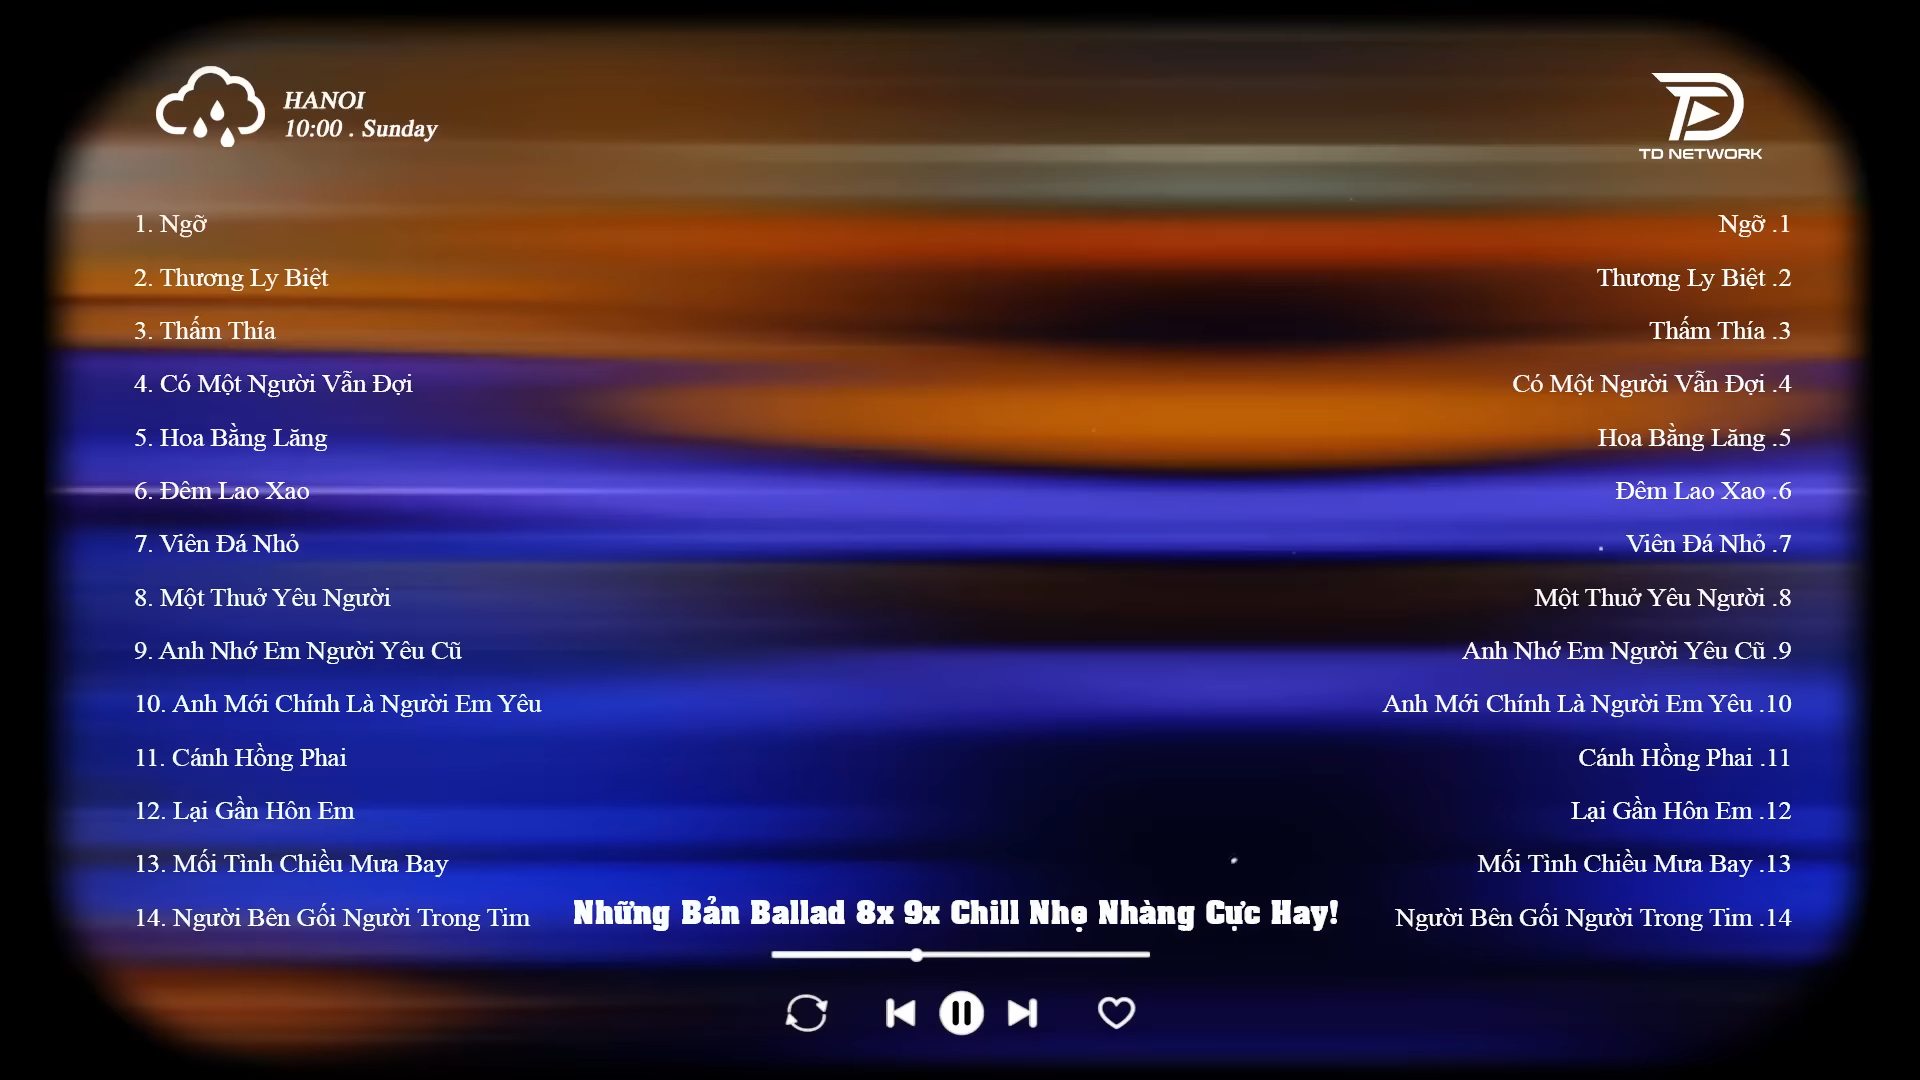 HANOI
10:00 . Sunday
TD NETWORK
1. Ngỡ
2. Thương Ly Biệt
3. Thấm Thía
4. Có Một Người Vẫn Đợi
5. Hoa Bằng Lăng
6. Đêm Lao Xao
7. Viên Đá Nhỏ
8. Một Thuở Yêu Người
9. Anh Nhớ Em Người Yêu Cũ
10. Anh Mới Chính Là Người Em Yêu
11. Cánh Hồng Phai
12. Lại Gần Hôn Em
13. Mối Tình Chiều Mưa Bay
14. Người Bên Gối Người Trong Tim
Ngỡ .1
Thương Ly Biệt .2
Thấm Thía .3
Có Một Người Vẫn Đợi .4
Hoa Bằng Lăng .5
Đêm Lao Xao .6
Viên Đá Nhỏ .7
Một Thuở Yêu Người .8
Anh Nhớ Em Người Yêu Cũ .9
Anh Mới Chính Là Người Em Yêu .10
Cánh Hồng Phai .11
Lại Gần Hôn Em .12
Mối Tình Chiều Mưa Bay .13
Người Bên Gối Người Trong Tim .14
Những Bản Ballad 8x 9x Chill Nhẹ Nhàng Cực Hay!